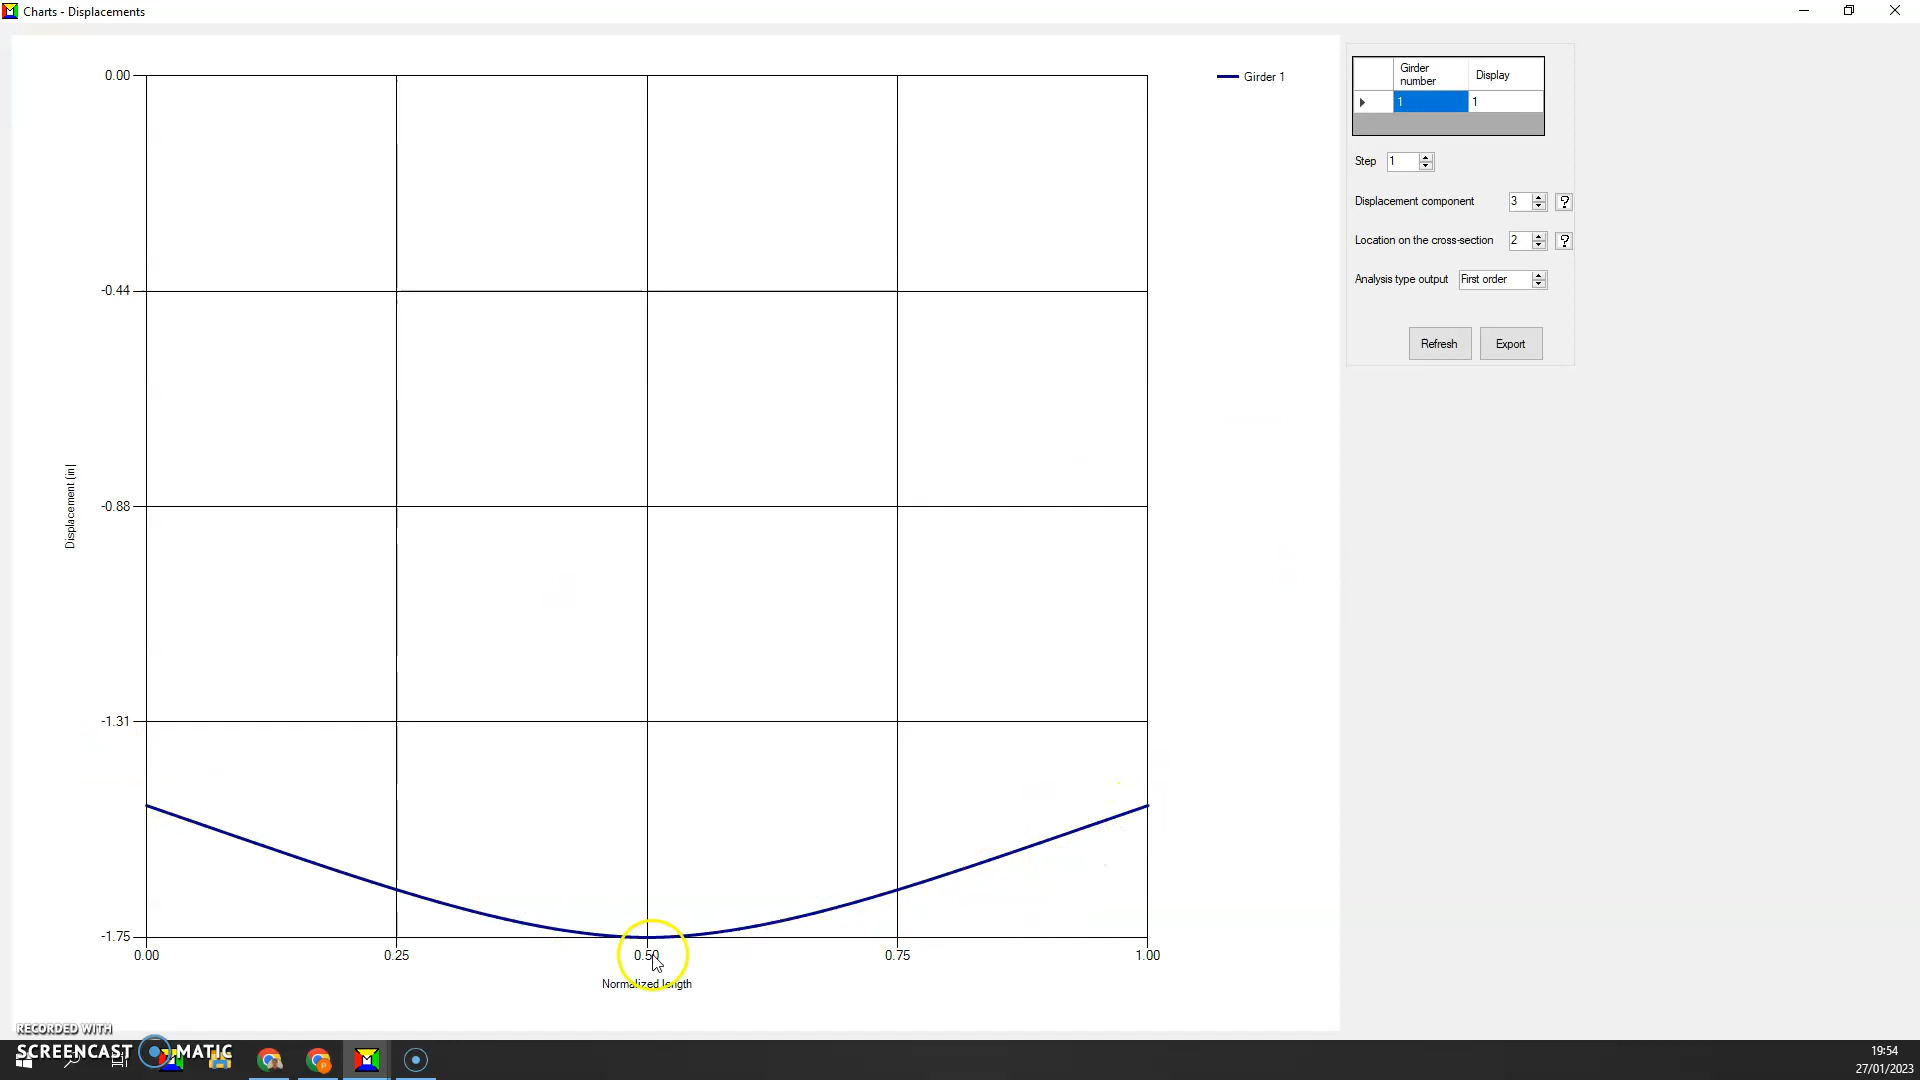 Charts - Displacements
0.00
-0.44
-0.88
-1.31
-1.75
Displacement [in]
0.00 0.25 0.50 0.75 1.00
Normalized length
Girder 1
Girder number Display
1 1
Step 1
Displacement component 3 ?
Location on the cross-section 2 ?
Analysis type output First order
Refresh Export
RECORDED WITH
SCREENCAST MATIC
19:54
27/01/2023